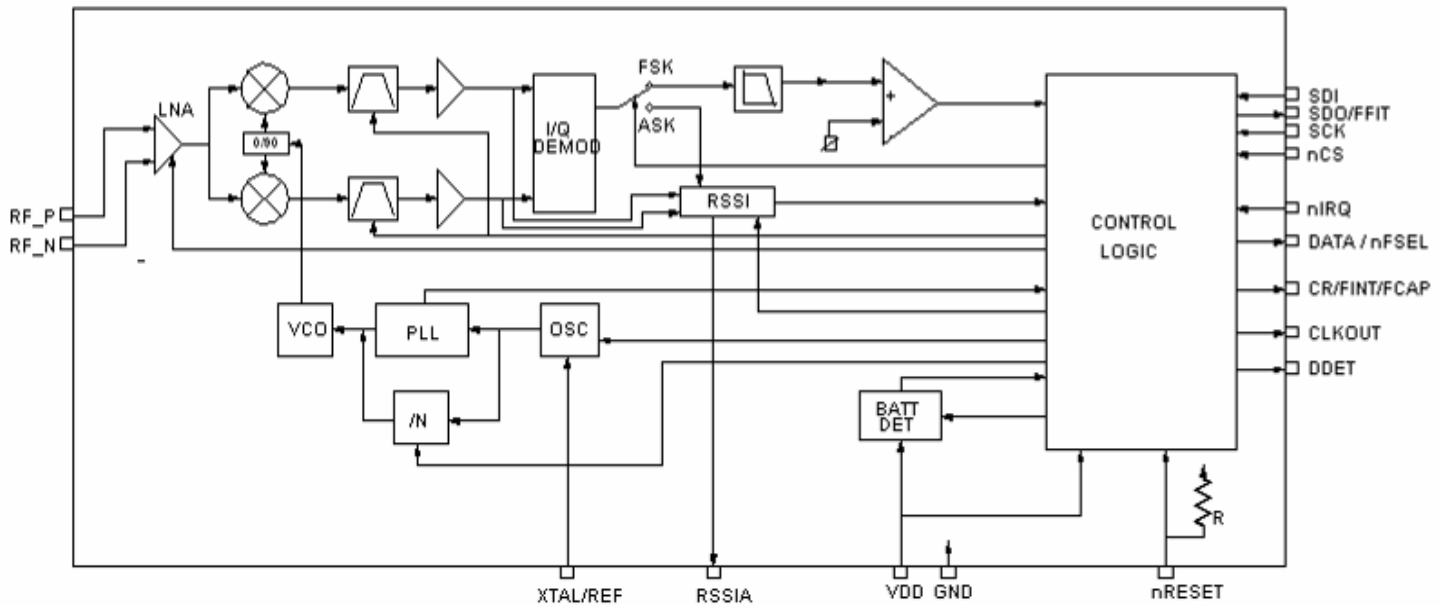 FSK
LNA
SDI
SDO/FFIT
ASK
I/Q
DEMOD
+
SCK
0/90
nCS
RSSI
RF_P
nIRQ
CONTROL
LOGIC
RF_N
DATA / nFSEL
CR/FINT/FCAP
VCO
PLL
OSC
CLKOUT
DDET
BATT
DET
/N
R
XTAL/REF
RSSIA
VDD
GND
nRESET